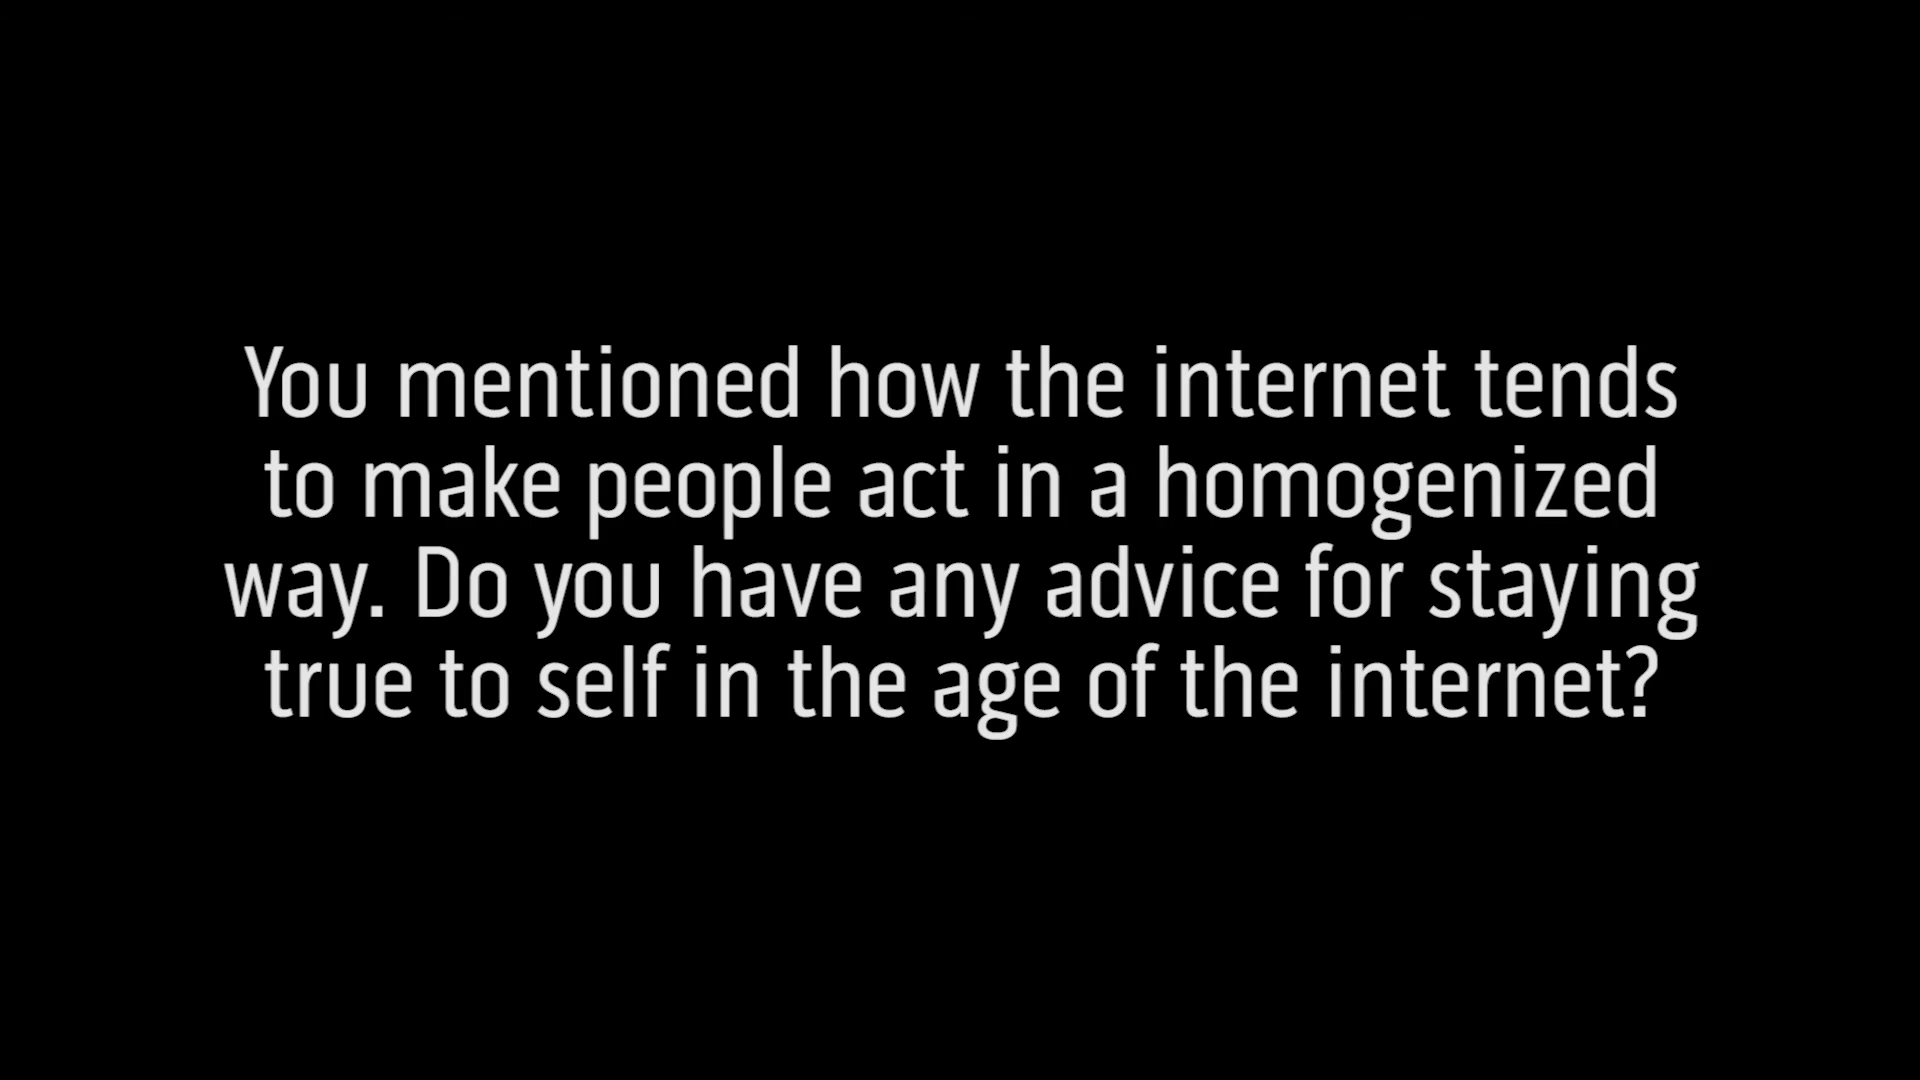 You mentioned how the internet tends
to make people act in a homogenized
way. Do you have any advice for staying
true to self in the age of the internet?